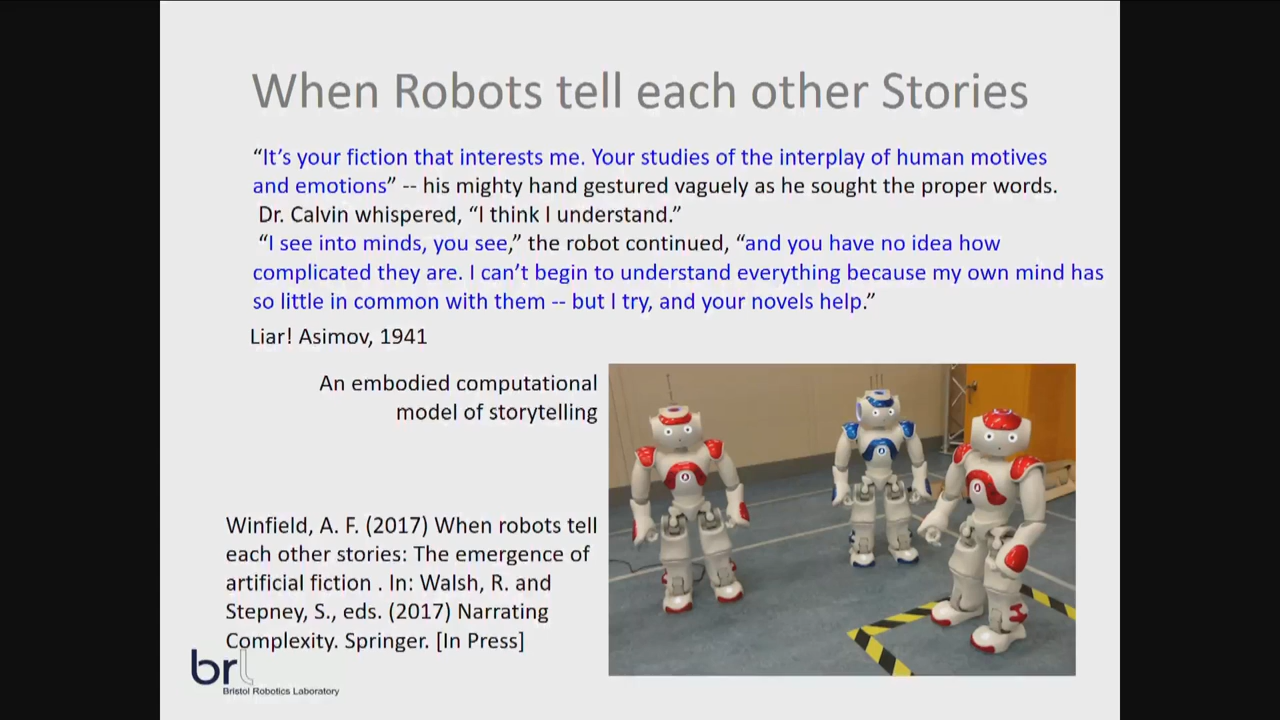 When Robots tell each other Stories
“It’s your fiction that interests me. Your studies of the interplay of human motives
and emotions” -- his mighty hand gestured vaguely as he sought the proper words.
Dr. Calvin whispered, “I think I understand.”
“I see into minds, you see,” the robot continued, “and you have no idea how
complicated they are. I can’t begin to understand everything because my own mind has
so little in common with them -- but I try, and your novels help.”
Liar! Asimov, 1941
An embodied computational
model of storytelling
Winfield, A. F. (2017) When robots tell
each other stories: The emergence of
artificial fiction . In: Walsh, R. and
Stepney, S., eds. (2017) Narrating
Complexity. Springer. [In Press]
brl
Bristol Robotics Laboratory